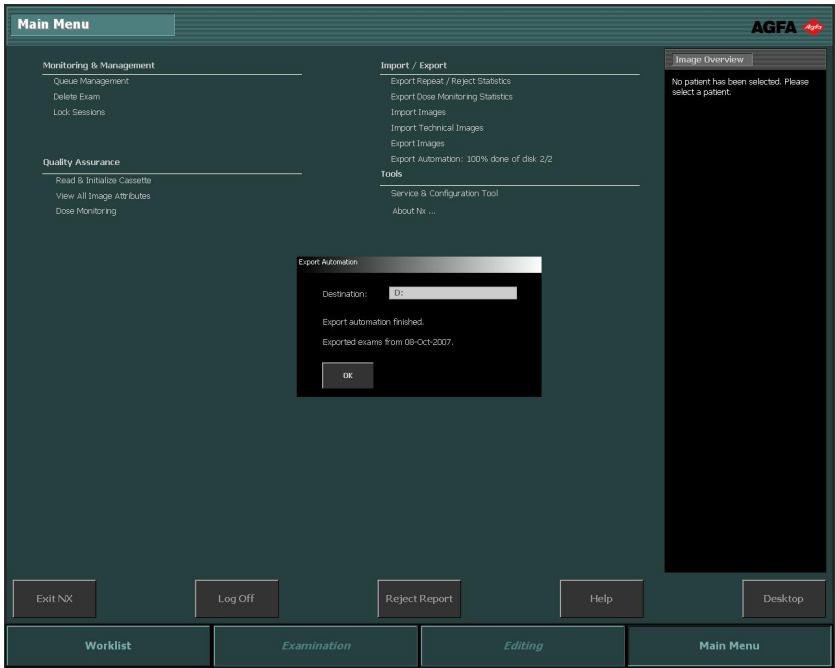 Main Menu
AGFA
Monitoring & Management
Queue Management
Delete Exam
Lock Sessions
Quality Assurance
Read & Initialize Cassette
View All Image Attributes
Dose Monitoring
Import / Export
Export Repeat / Reject Statistics
Export Dose Monitoring Statistics
Import Images
Import Technical Images
Export Images
Export Automation: 100% done of disk 2/2
Tools
Service & Configuration Tool
About Nx ...
Image Overview
No patient has been selected. Please
select a patient.
Export Automation
Destination: D:
Export automation finished.
Exported exams from 08-Oct-2007.
OK
Exit NX
Log Off
Reject Report
Help
Desktop
Worklist
Examination
Editing
Main Menu